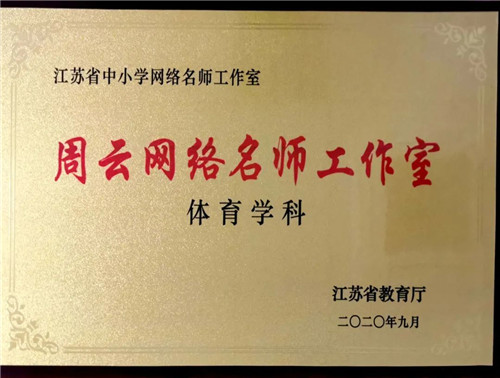 江苏省中小学网络名师工作室
周云网络名师工作室
体育学科
江苏省教育厅
二〇二〇年九月